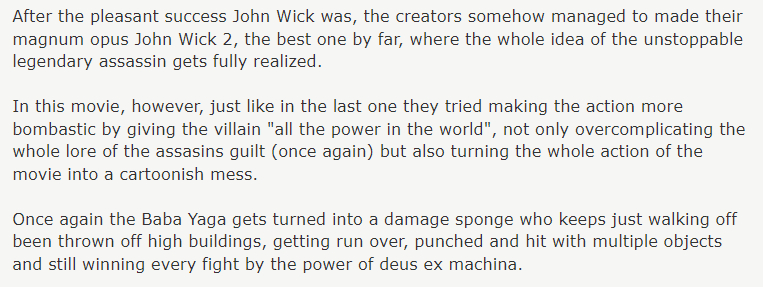 After the pleasant success John Wick was, the creators somehow managed to made their
magnum opus John Wick 2, the best one by far, where the whole idea of the unstoppable
legendary assassin gets fully realized.
In this movie, however, just like in the last one they tried making the action more
bombastic by giving the villain "all the power in the world", not only overcomplicating the
whole lore of the assasins guilt (once again) but also turning the whole action of the
movie into a cartoonish mess.
Once again the Baba Yaga gets turned into a damage sponge who keeps just walking off
been thrown off high buildings, getting run over, punched and hit with multiple objects
and still winning every fight by the power of deus ex machina.